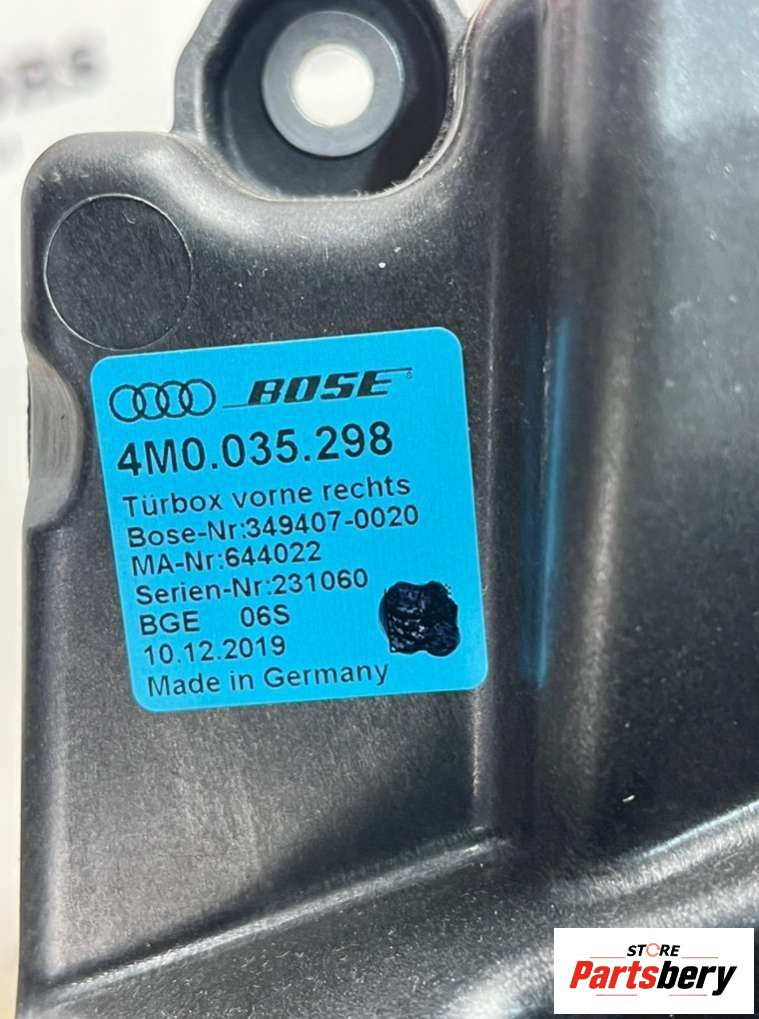 BOSE
4M0.035.298
Türbox vorne rechts
Bose-Nr:349407-0020
MA-Nr:644022
Serien-Nr:231060
BGE 06S
10.12.2019
Made in Germany
STORE
Partsbery